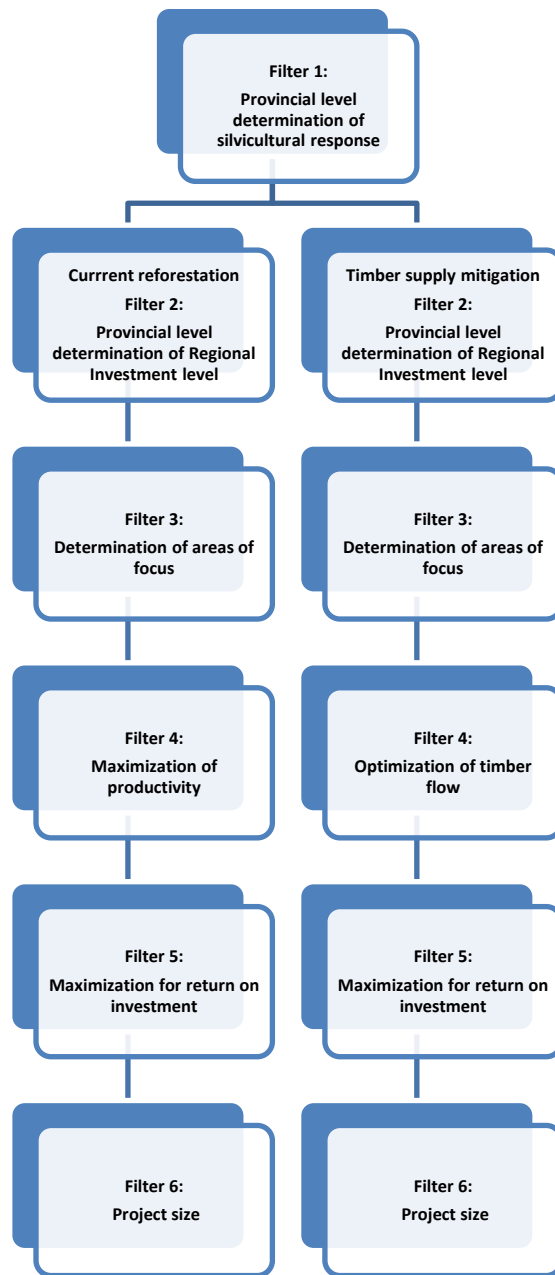 Filter 1:
Provincial level
determination of
silvicultural response
Currrent reforestation
Filter 2:
Provincial level
determination of Regional
Investment level
Timber supply mitigation
Filter 2:
Provincial level
determination of Regional
Investment level
Filter 3:
Determination of areas of
focus
Filter 3:
Determination of areas of
focus
Filter 4:
Maximization of
productivity
Filter 4:
Optimization of timber
flow
Filter 5:
Maximization for return on
investment
Filter 5:
Maximization for return on
investment
Filter 6:
Project size
Filter 6:
Project size